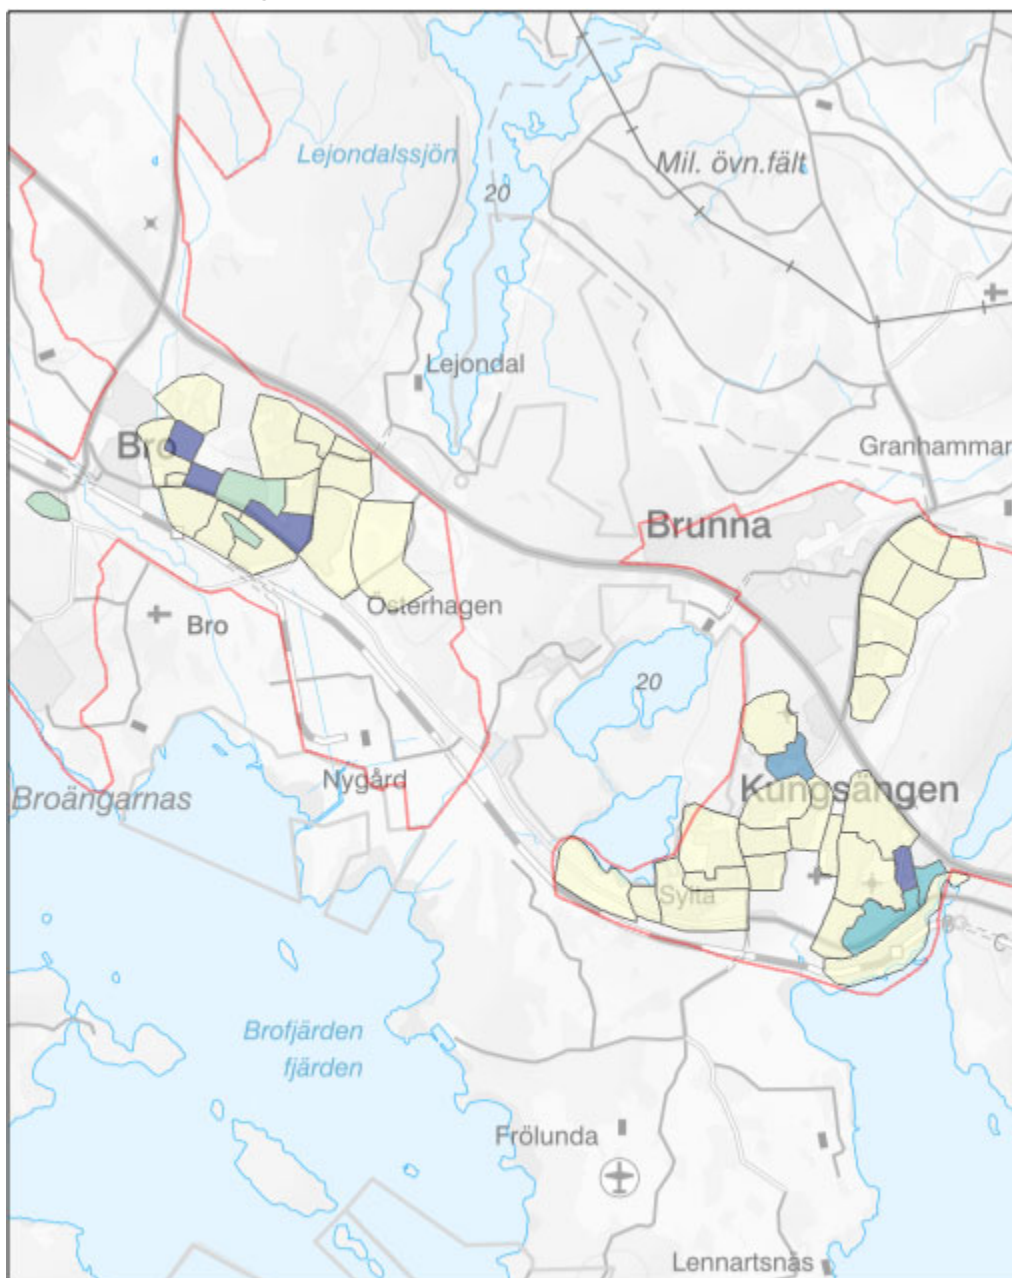 Lejondalssjön
Mil. övn.fält
20
Lejondal
Bro
Granhammar
Brunna
Österhagen
Bro
20
Nygård
Kungsängen
Broängarnas
Sylta
C
Brofjärden
fjärden
Frölunda
Lennartsnäs